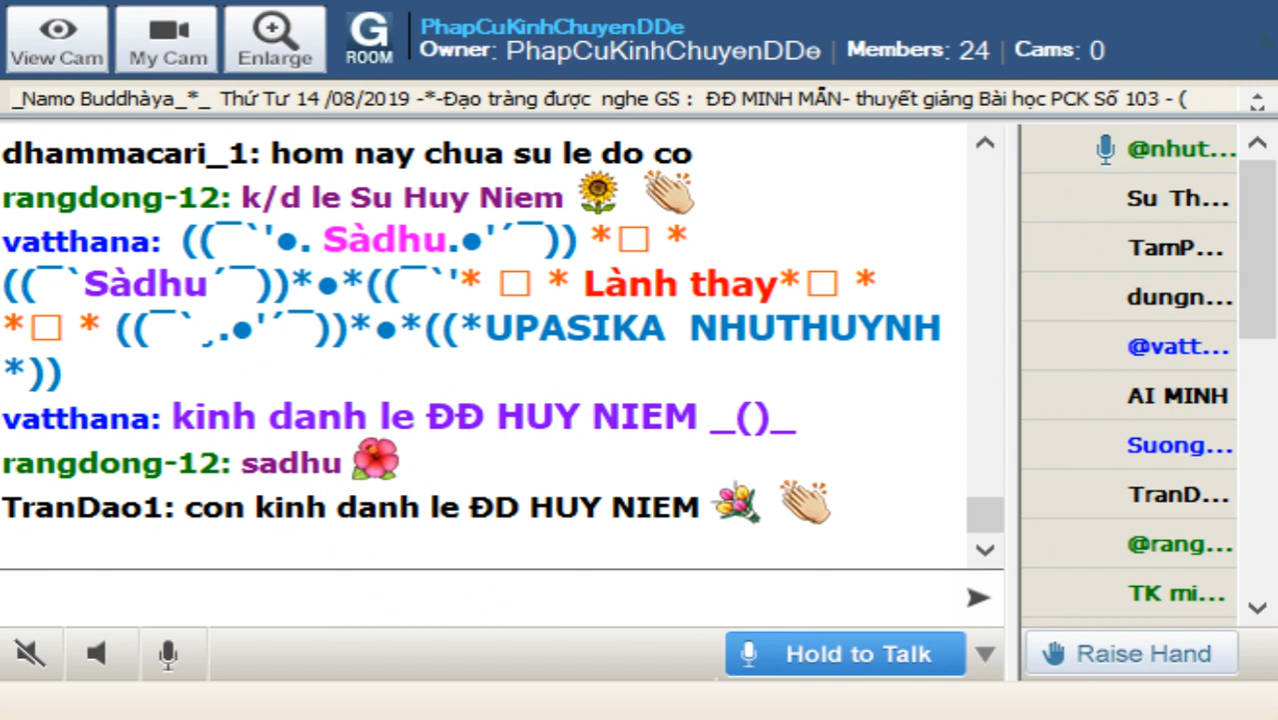 View Cam
My Cam
Enlarge
G
ROOM
PhapCuKinhChuyenDDe
Owner: PhapCuKinhChuyenDDe | Members: 24 | Cams: 0
_Namo Buddhàya_*_ Thứ Tư 14 /08/2019 -*-Đạo tràng được nghe GS : ĐĐ MINH MẪN- thuyết giảng Bài học PCK Số 103 - (
dhammacari_1: hom nay chua su le do co
rangdong-12: k/d le Su Huy Niem
vatthana: ((¯`'●. Sàdhu.●'´¯)) *□ *
((¯`Sàdhu´¯))*●*((¯`'* □ * Lành thay*□ *
*□ * ((¯`¸.●'´¯))*●*((*UPASIKA NHUTHUYNH
*))
vatthana: kinh danh le ĐĐ HUY NIEM _()_
rangdong-12: sadhu
TranDao1: con kinh danh le ĐD HUY NIEM
@nhut...
Su Th...
TamP...
dungn...
@vatt...
AI MINH
Suong...
TranD...
@rang...
TK mi...
Hold to Talk
Raise Hand